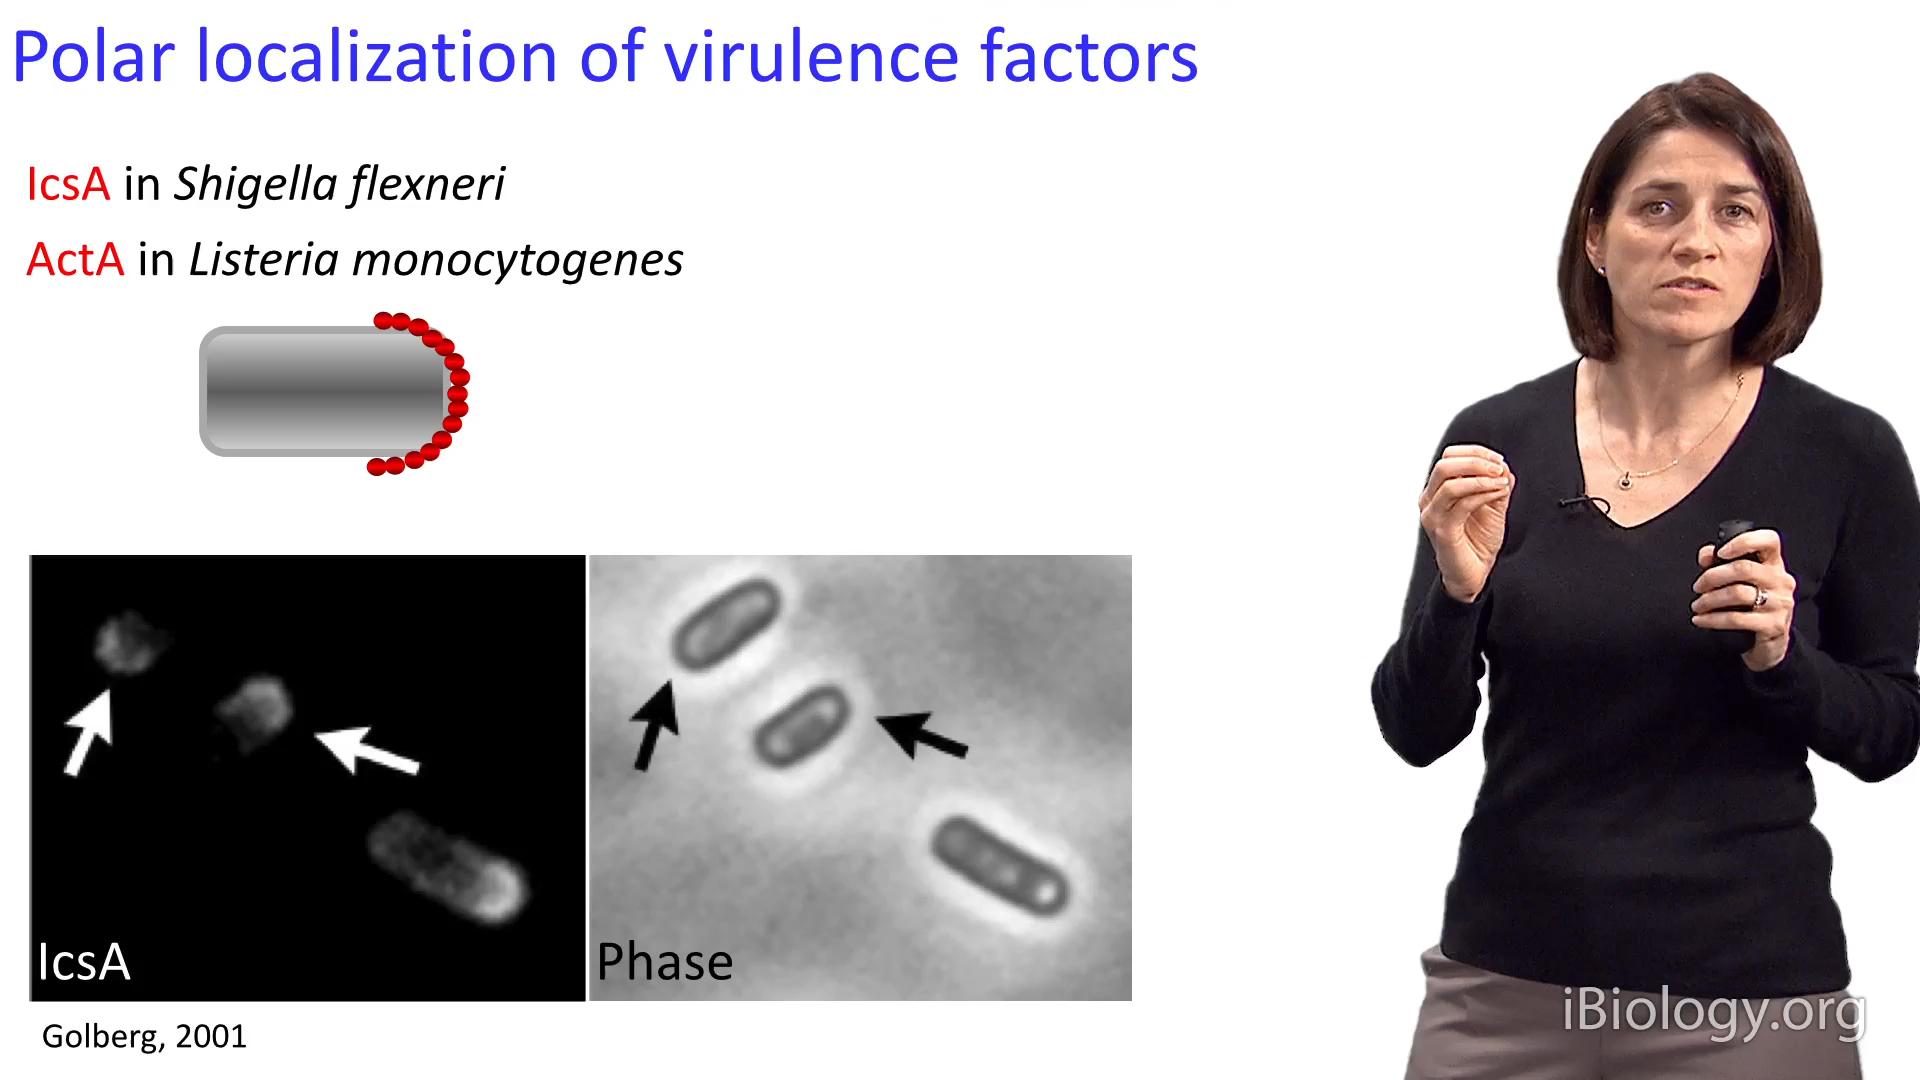 Polar localization of virulence factors
IcsA in Shigella flexneri
ActA in Listeria monocytogenes
IcsA
Phase
Golberg, 2001
iBiology.org